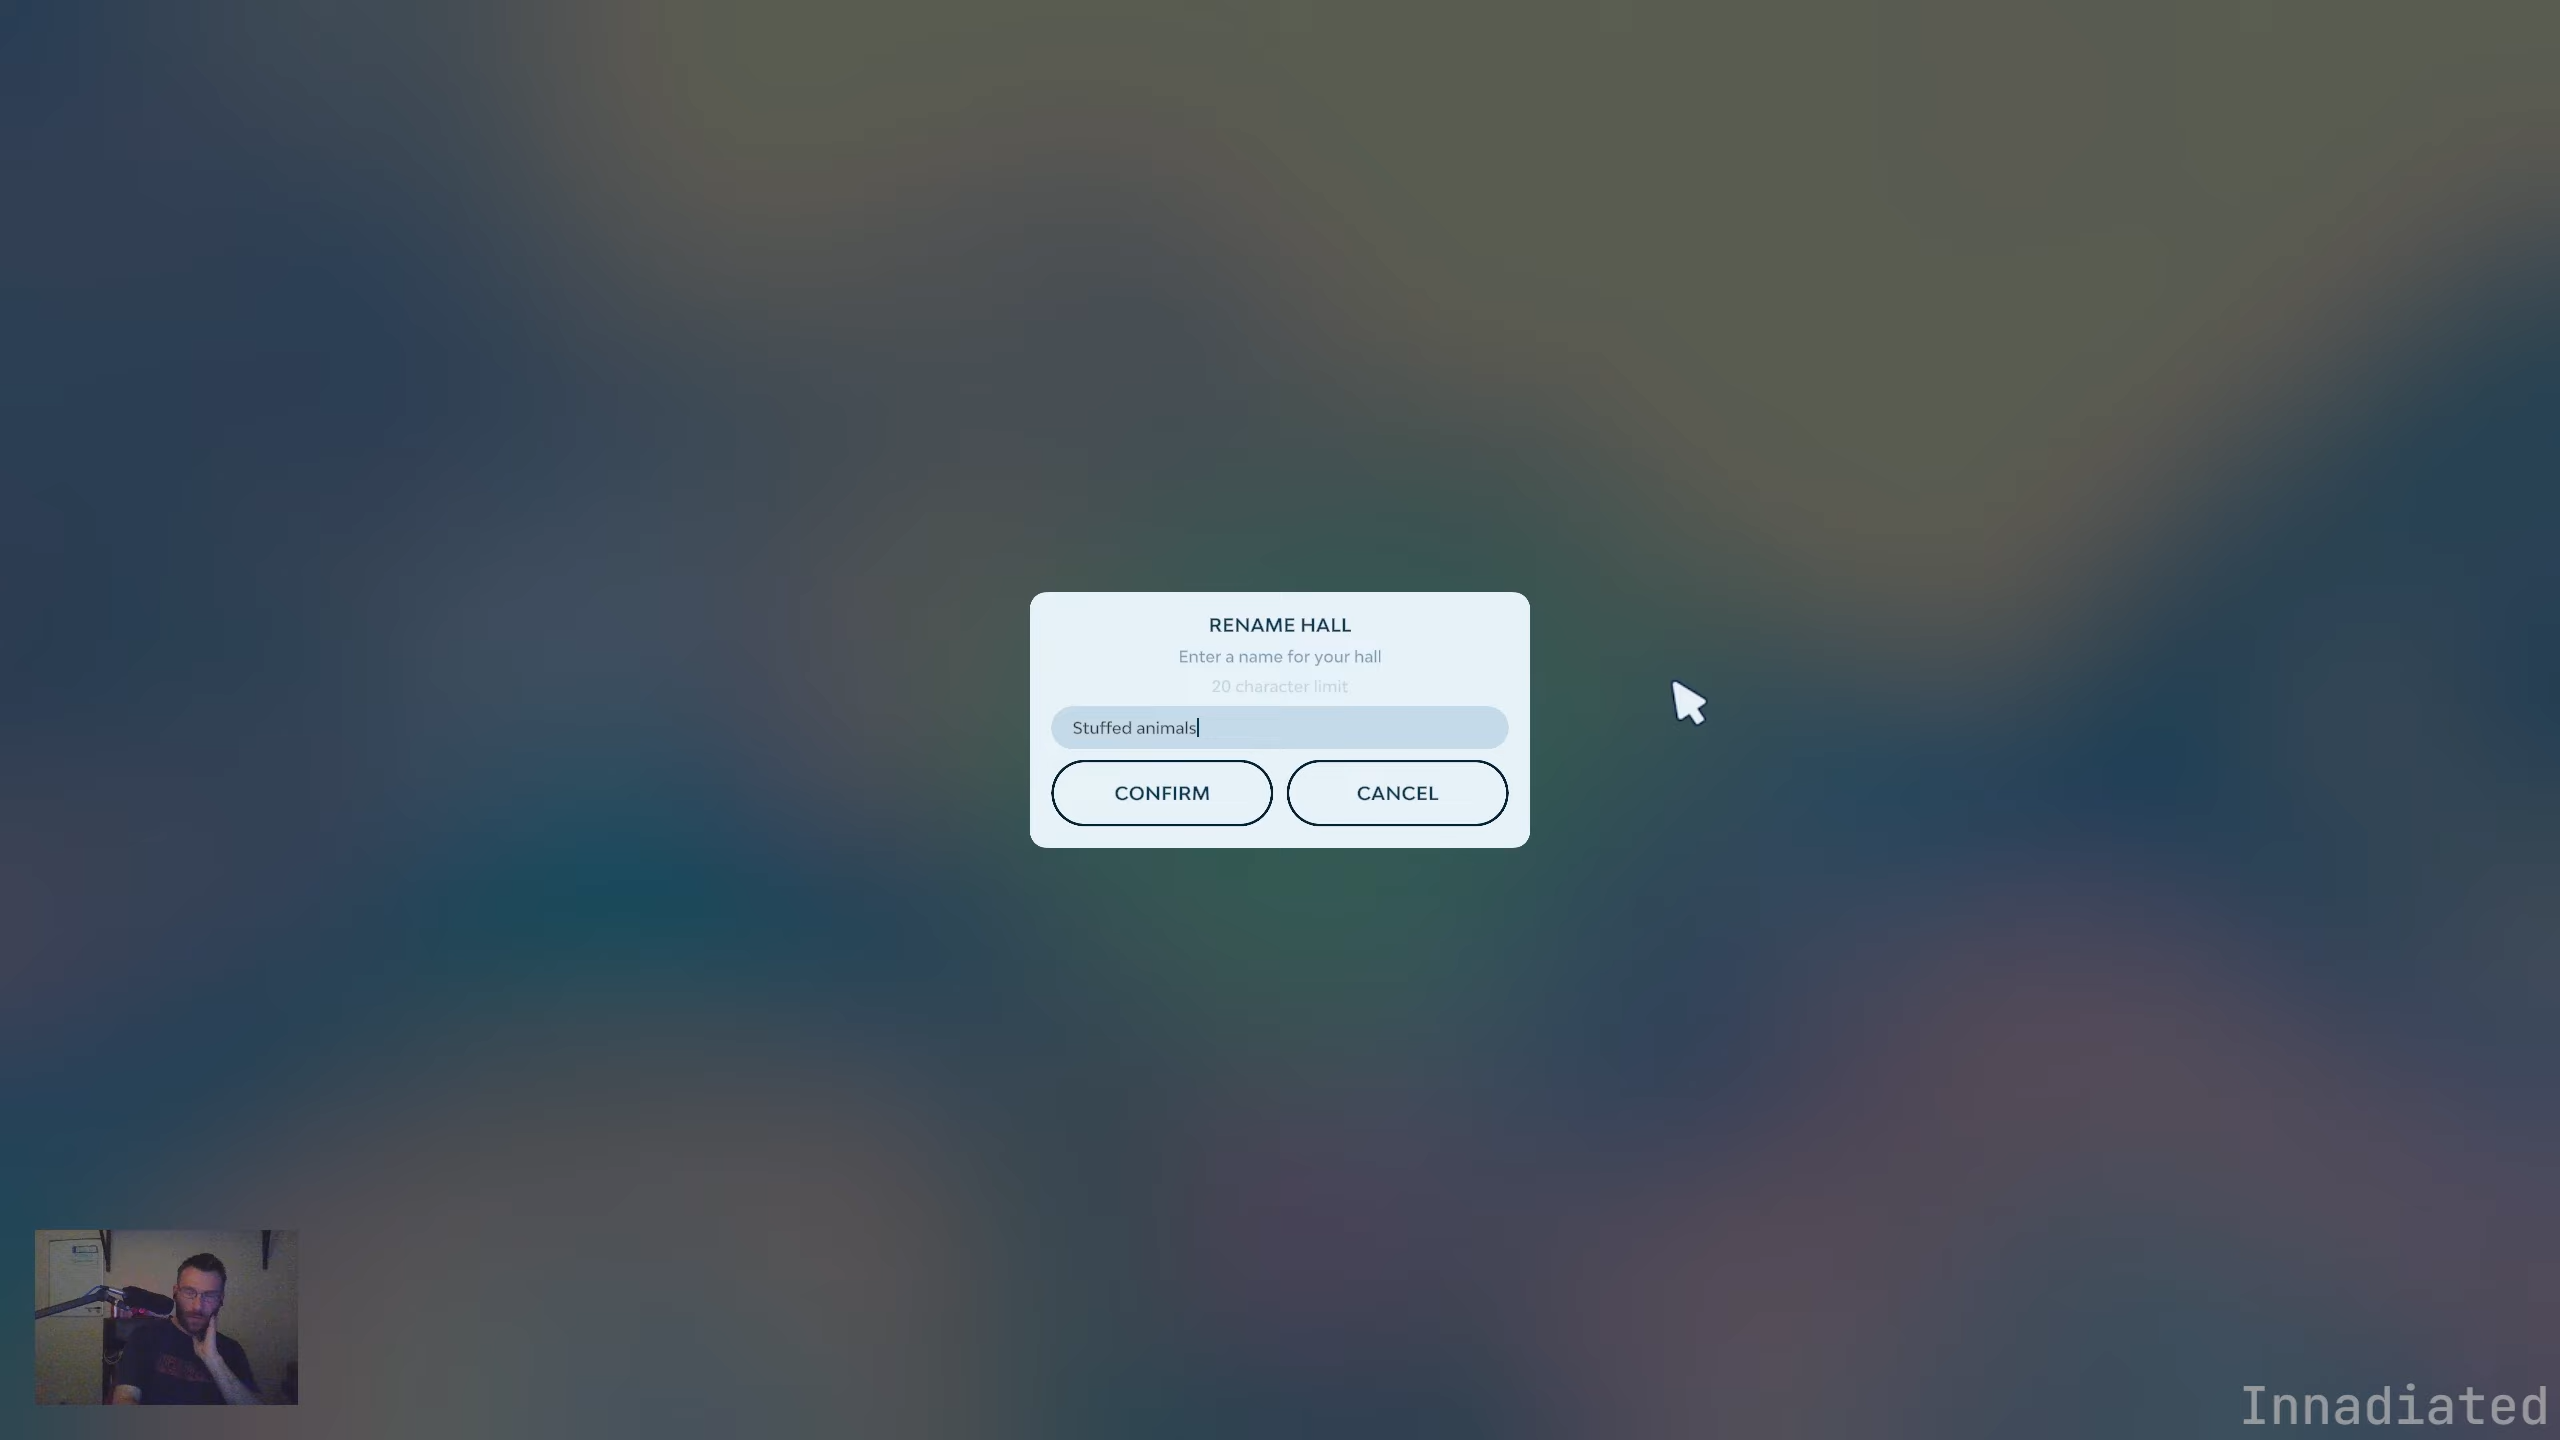 RENAME HALL
Enter a name for your hall
20 character limit
Stuffed animals
CONFIRM
CANCEL
Innadiated